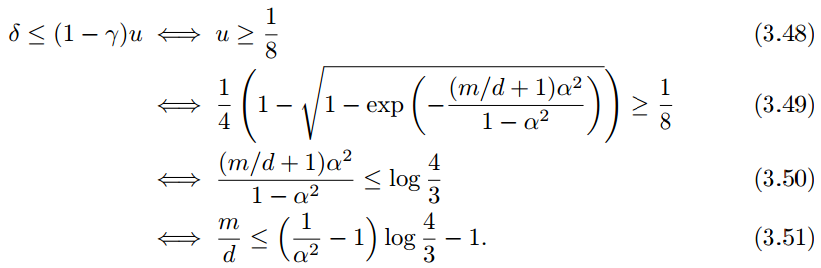 δ ≤ (1 − γ)u ⟺ u ≥ 1/8 (3.48)
⟺ 1/4 (1 − √(1 − exp(−(m/d + 1)α²/(1 − α²)))) ≥ 1/8 (3.49)
⟺ (m/d + 1)α²/(1 − α²) ≤ log 4/3 (3.50)
⟺ m/d ≤ (1/α² − 1) log 4/3 − 1. (3.51)